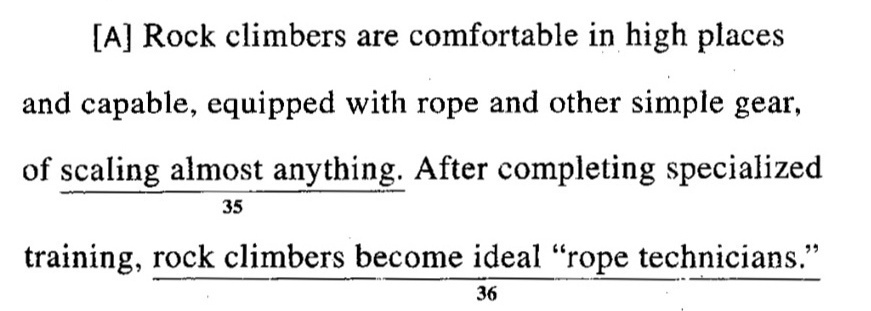 [A] Rock climbers are comfortable in high places
and capable, equipped with rope and other simple gear,
of scaling almost anything. After completing specialized
35
training, rock climbers become ideal “rope technicians.”
36